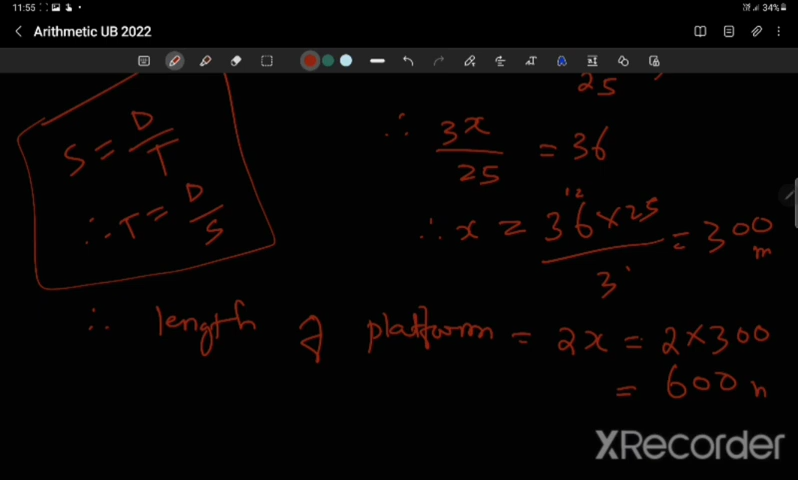 11:55
34%
Arithmetic UB 2022
25
S = D/T
∴ 3x/25 = 36
∴ T = D/S
12
∴ x = 36×25/3 = 300 m
∴ length of platform = 2x = 2×300
= 600 m
XRecorder